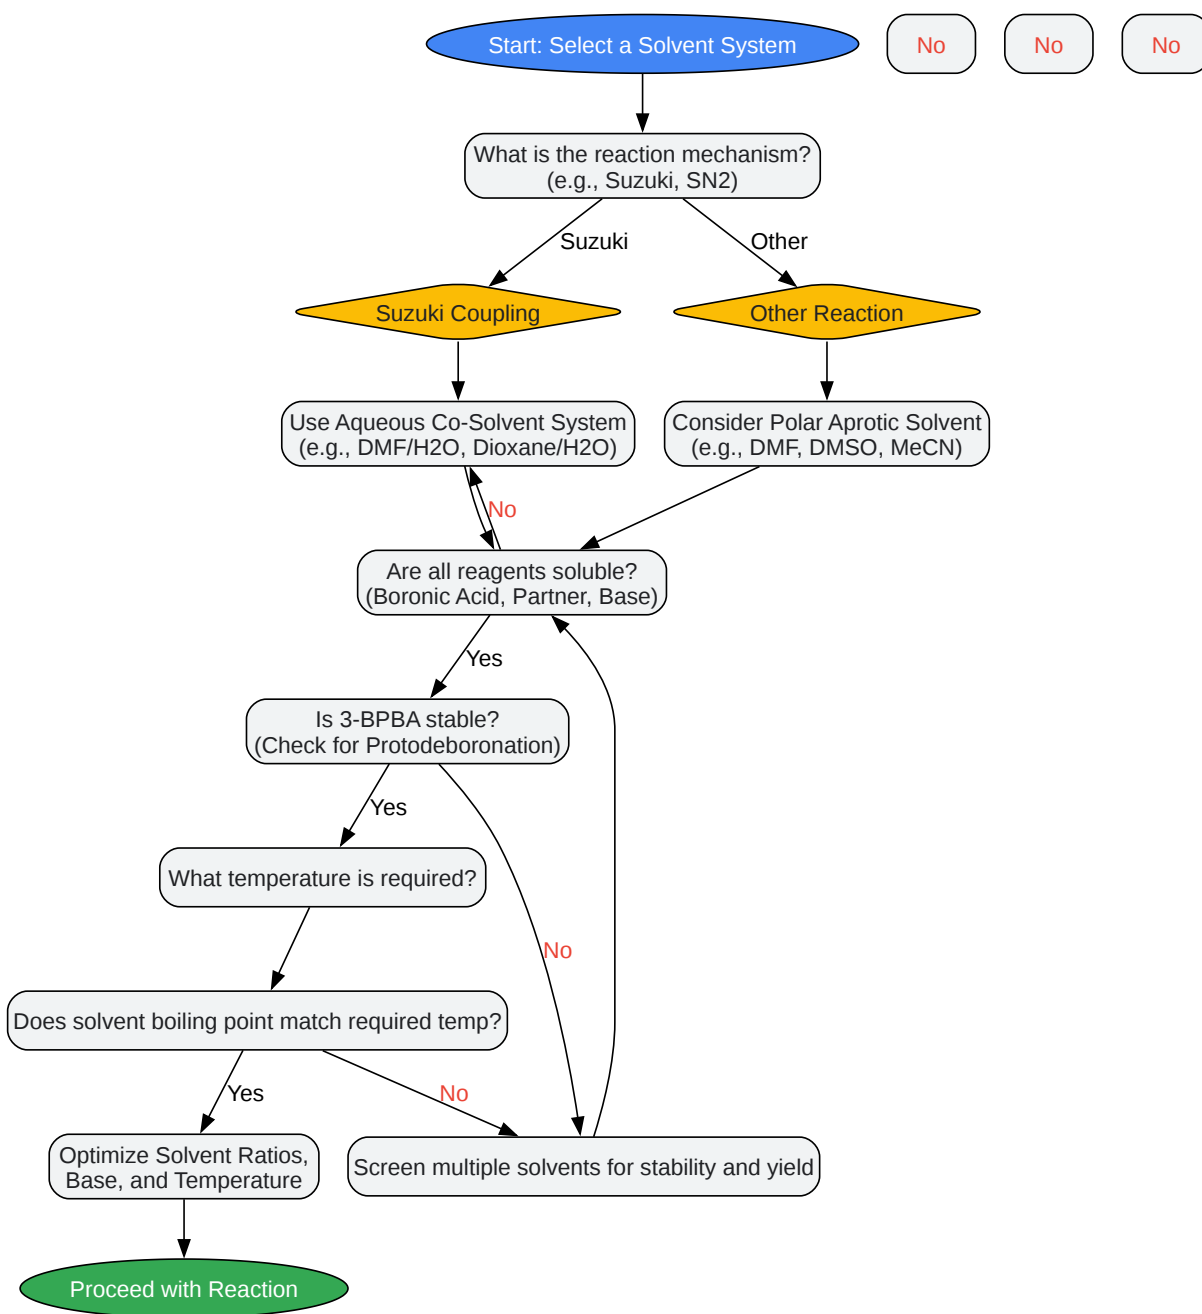 Start: Select a Solvent System
No
No
No
What is the reaction mechanism?
(e.g., Suzuki, SN2)
Suzuki
Other
Suzuki Coupling
Other Reaction
Use Aqueous Co-Solvent System
(e.g., DMF/H2O, Dioxane/H2O)
Consider Polar Aprotic Solvent
(e.g., DMF, DMSO, MeCN)
No
Are all reagents soluble?
(Boronic Acid, Partner, Base)
Yes
Is 3-BPBA stable?
(Check for Protodeboronation)
Yes
What temperature is required?
No
Does solvent boiling point match required temp?
Yes
No
Optimize Solvent Ratios,
Base, and Temperature
Screen multiple solvents for stability and yield
Proceed with Reaction